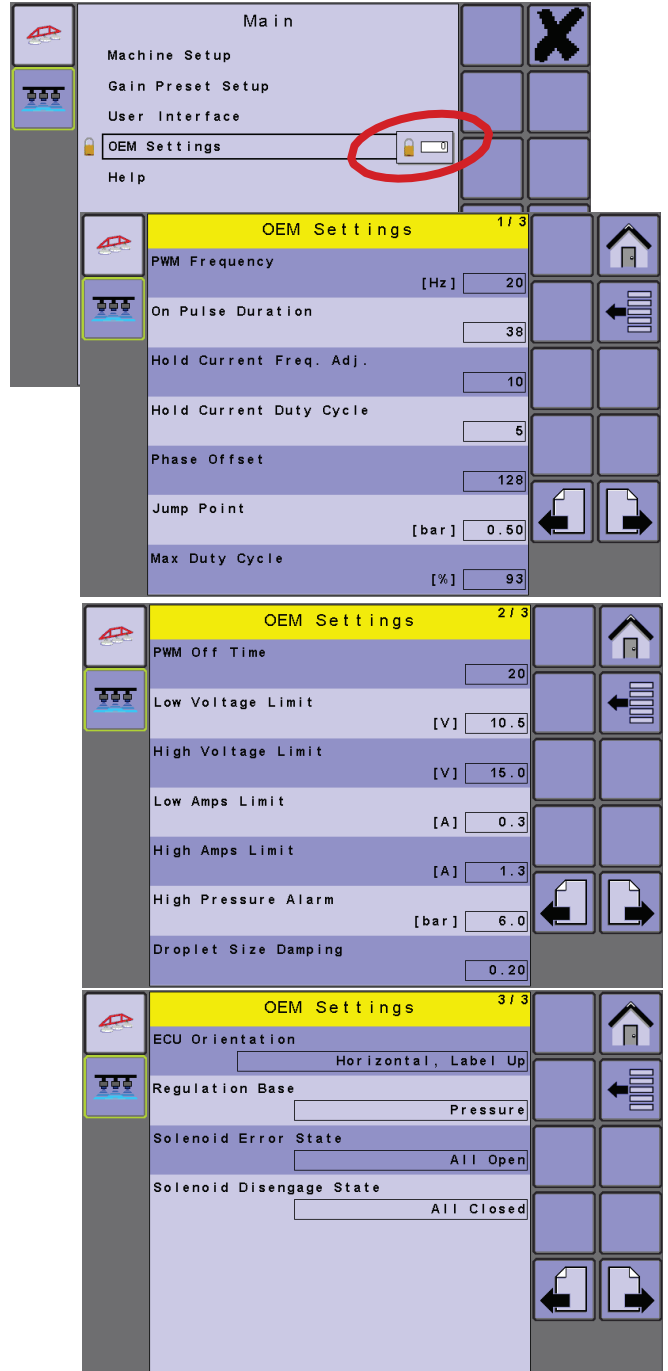 Main
Machine Setup
Gain Preset Setup
User Interface
OEM Settings 0
Help
OEM Settings 1/3
PWM Frequency
[Hz] 20
On Pulse Duration
38
Hold Current Freq. Adj.
10
Hold Current Duty Cycle
5
Phase Offset
128
Jump Point
[bar] 0.50
Max Duty Cycle
[%] 93
OEM Settings 2/3
PWM Off Time
20
Low Voltage Limit
[V] 10.5
High Voltage Limit
[V] 15.0
Low Amps Limit
[A] 0.3
High Amps Limit
[A] 1.3
High Pressure Alarm
[bar] 6.0
Droplet Size Damping
0.20
OEM Settings 3/3
ECU Orientation
Horizontal, Label Up
Regulation Base
Pressure
Solenoid Error State
All Open
Solenoid Disengage State
All Closed